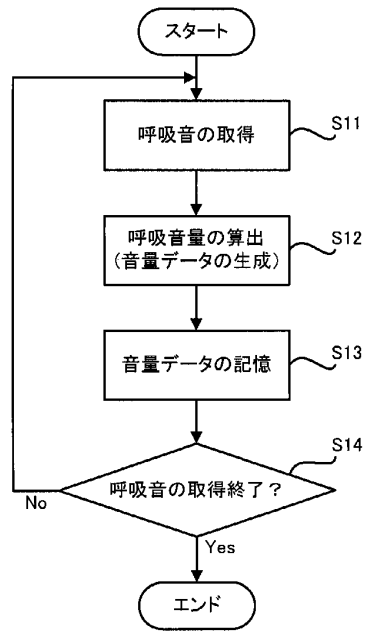 スタート
呼吸音の取得
S11
呼吸音量の算出
(音量データの生成)
S12
音量データの記憶
S13
S14
呼吸音の取得終了?
No
Yes
エンド